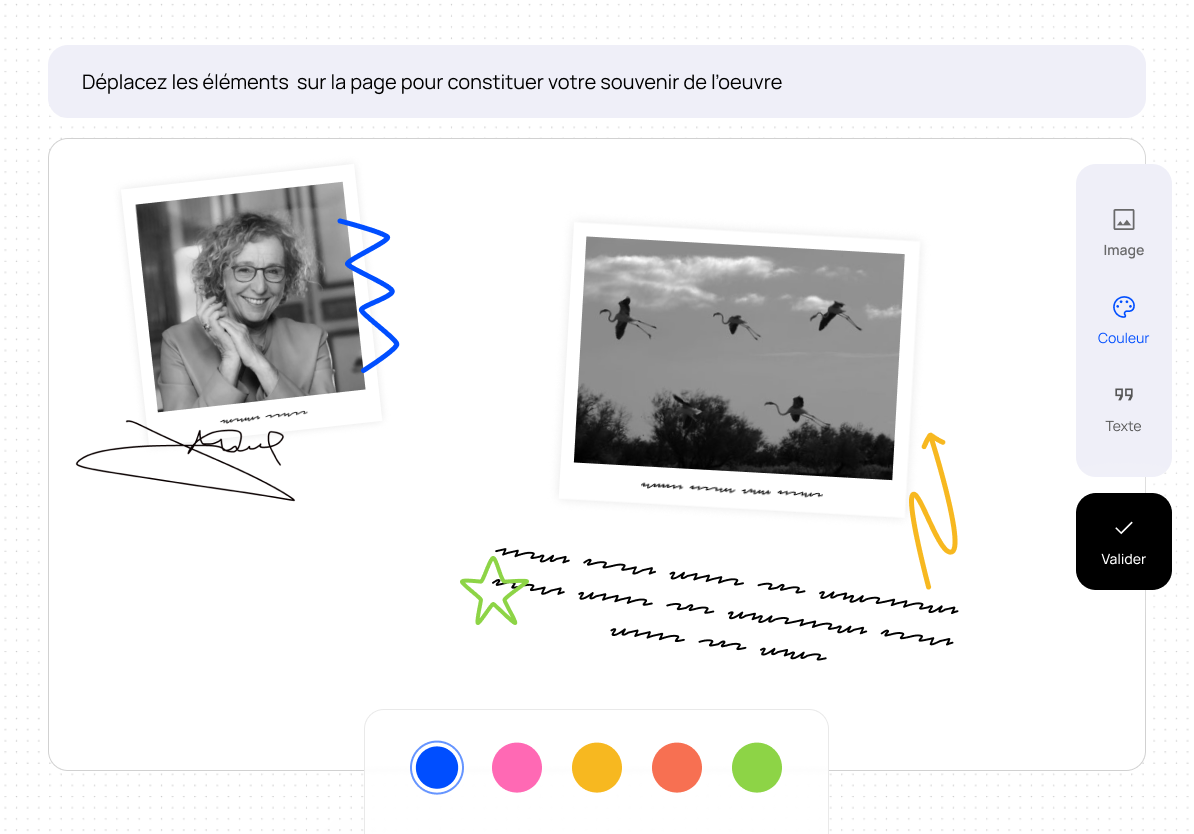 Déplacez les éléments  sur la page pour constituer votre souvenir de l'oeuvre
Image
Couleur
Texte
Valider